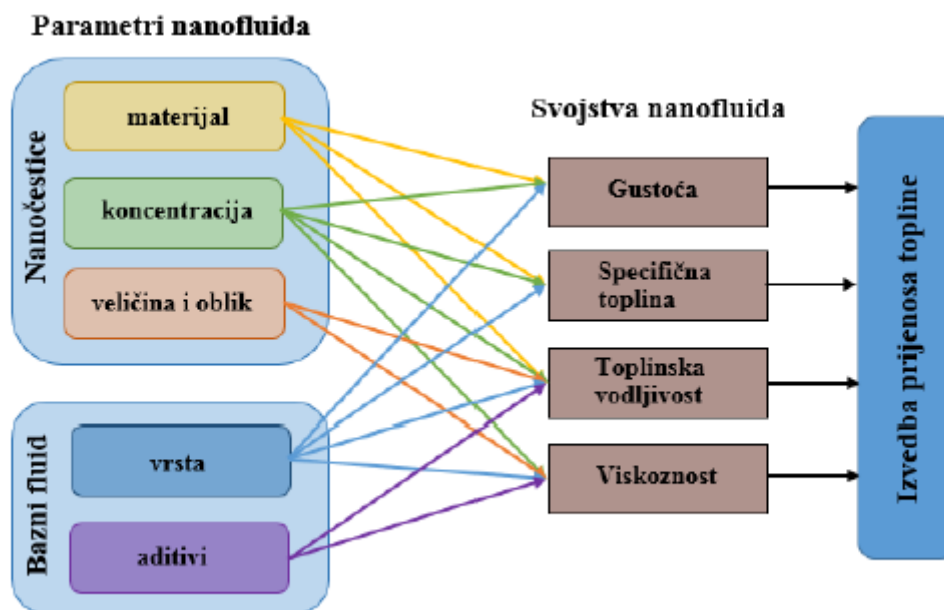 Parametri nanofluida
Nanočestice
materijal
koncentracija
veličina i oblik
Bazni fluid
vrsta
aditivi
Svojstva nanofluida
Gustoća
Specifična
toplina
Toplinska
vodljivost
Viskoznost
Izvedba prijenosa topline